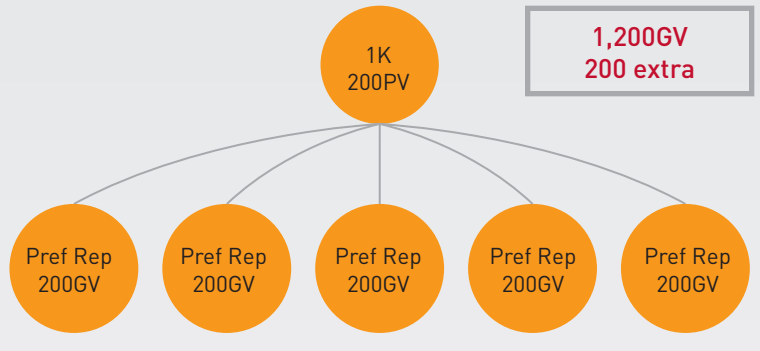 1K
200PV
1,200GV
200 extra
Pref Rep
200GV
Pref Rep
200GV
Pref Rep
200GV
Pref Rep
200GV
Pref Rep
200GV